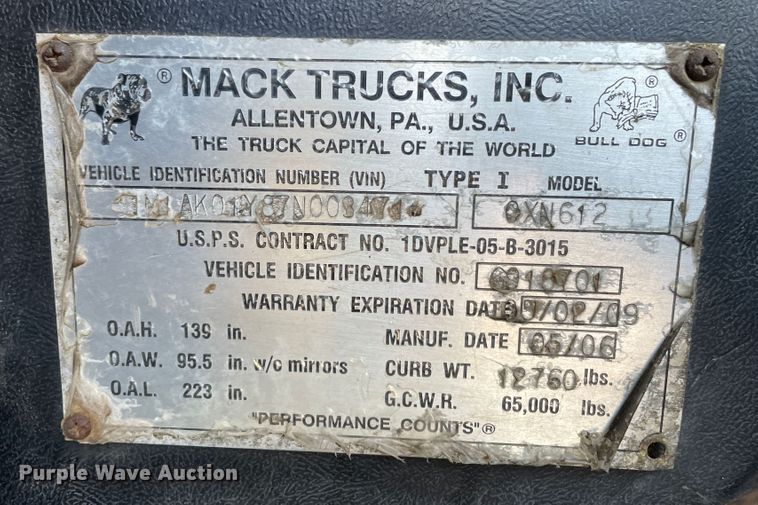 ® MACK TRUCKS, INC. ®
ALLENTOWN, PA., U.S.A.
THE TRUCK CAPITAL OF THE WORLD
BULL DOG ®
VEHICLE IDENTIFICATION NUMBER (VIN) TYPE I MODEL
CXN612
U.S.P.S. CONTRACT NO. 1DVPLE-05-B-3015
VEHICLE IDENTIFICATION NO.
WARRANTY EXPIRATION DATE
O.A.H. 139 in. MANUF. DATE 05/06
O.A.W. 95.5 in. w/o mirrors CURB WT. 12760 lbs.
O.A.L. 223 in. G.C.W.R. 65,000 lbs.
"PERFORMANCE COUNTS"®
Purple Wave Auction